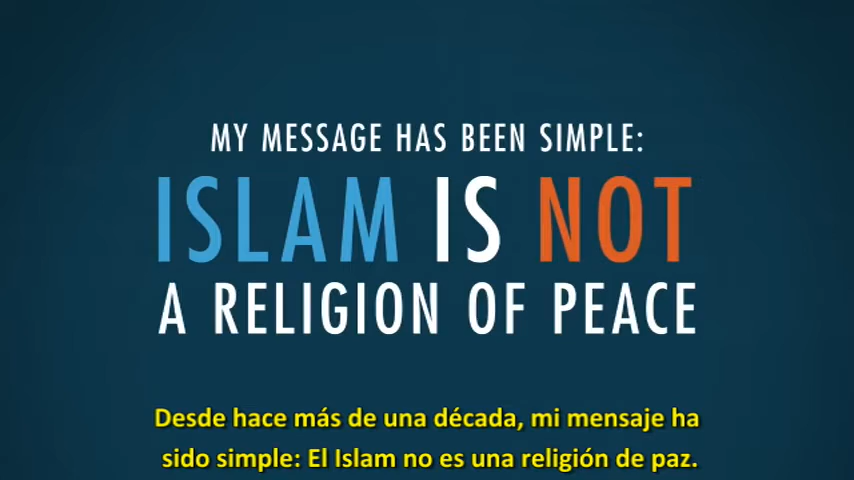 MY MESSAGE HAS BEEN SIMPLE:
ISLAM IS NOT
A RELIGION OF PEACE
Desde hace más de una década, mi mensaje ha
sido simple: El Islam no es una religión de paz.